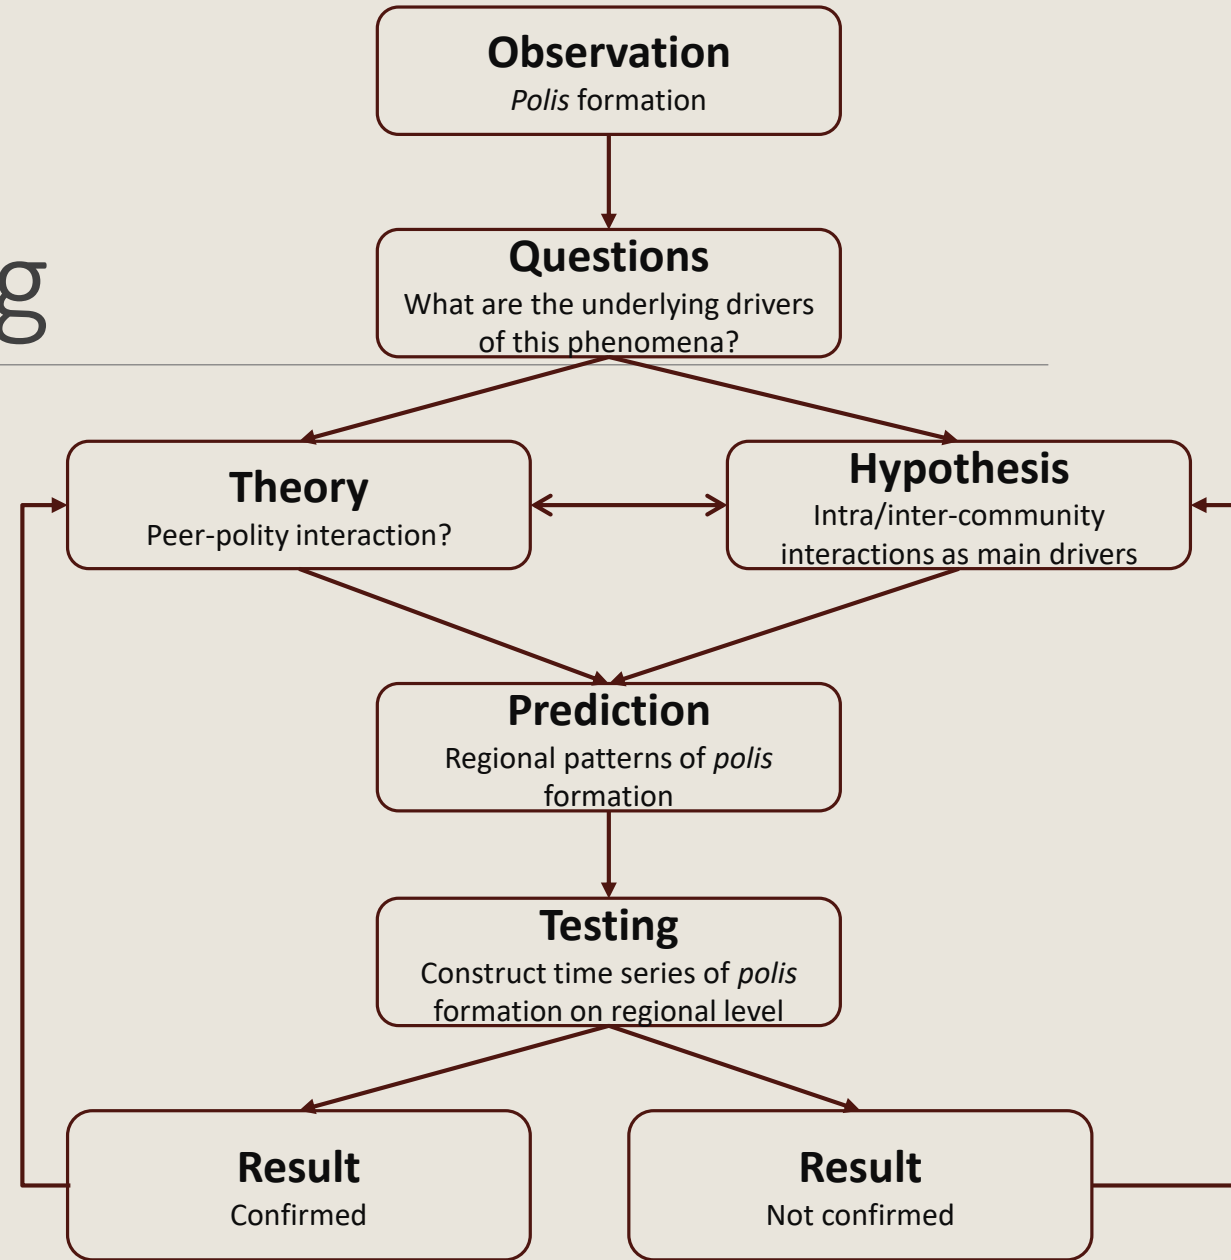 Observation
Polis formation
g
Questions
What are the underlying drivers
of this phenomena?
Theory
Peer-polity interaction?
Hypothesis
Intra/inter-community
interactions as main drivers
Prediction
Regional patterns of polis
formation
Testing
Construct time series of polis
formation on regional level
Result
Confirmed
Result
Not confirmed